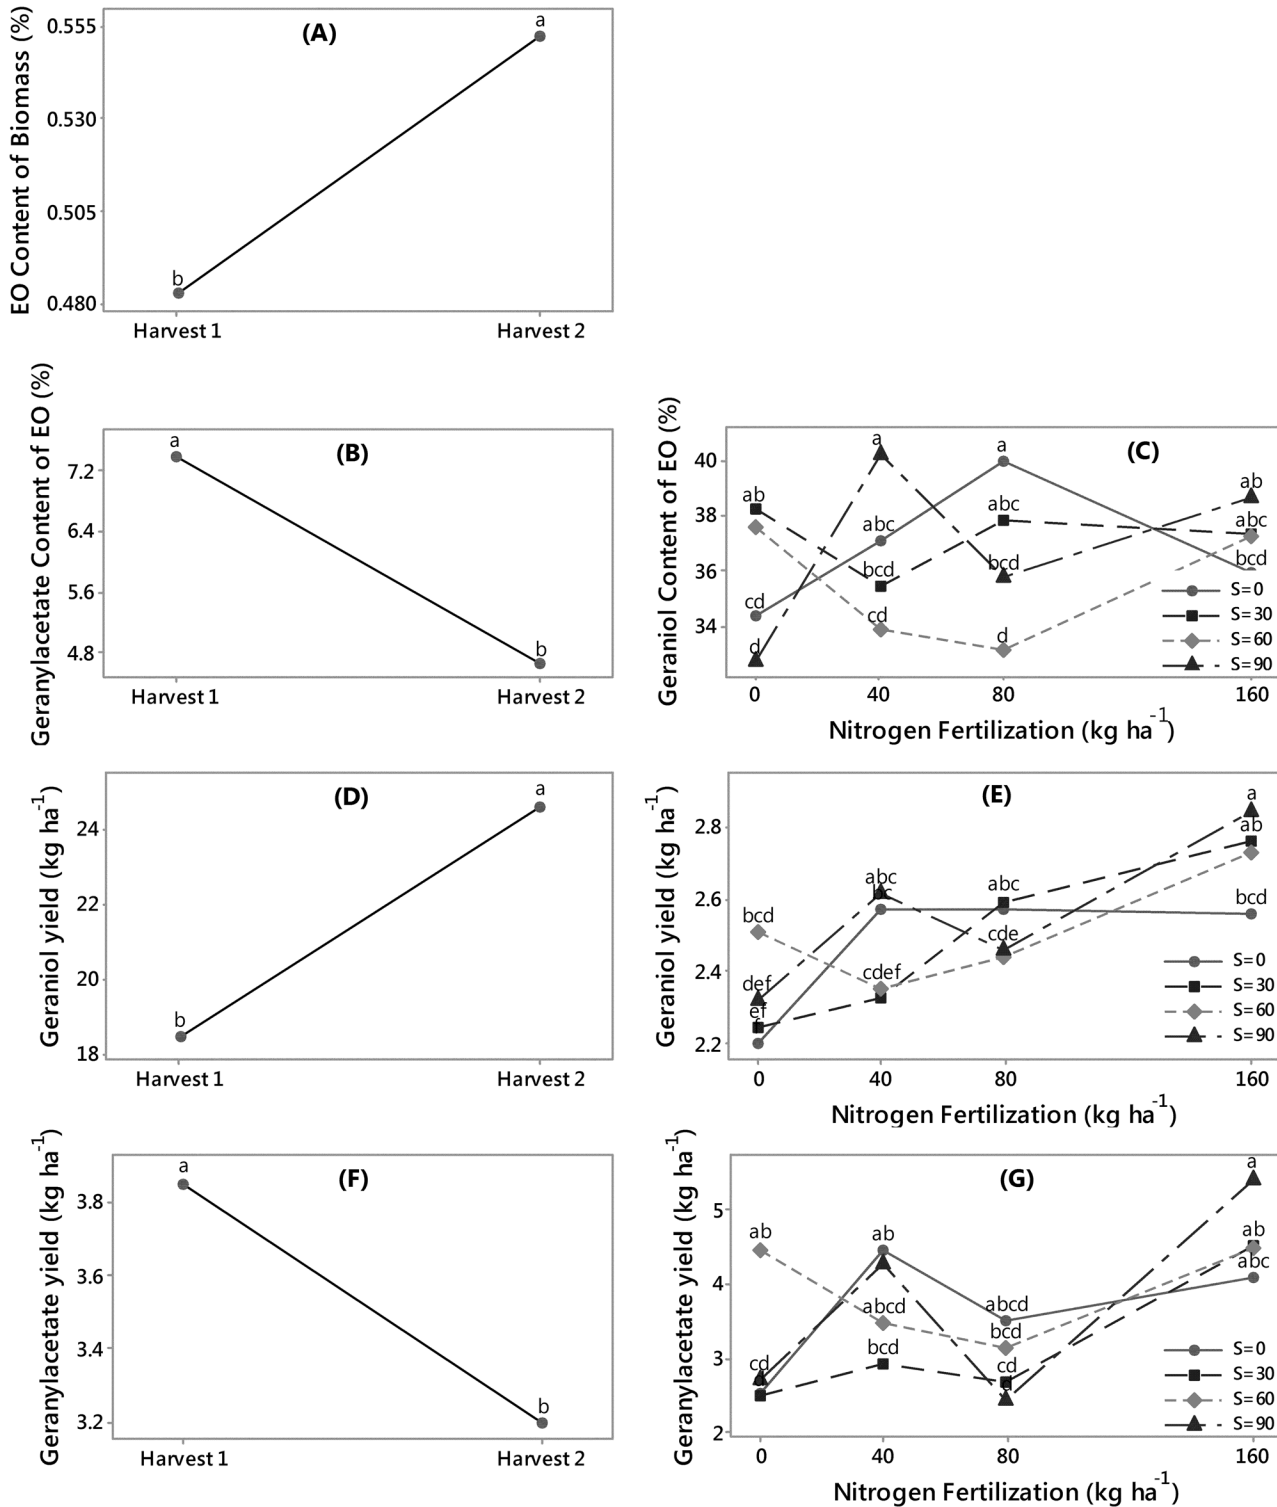 EO Content of Biomass (%)
(A)
0.555
0.530
0.505
0.480
a
b
Harvest 1
Harvest 2
Geranylacetate Content of EO (%)
(B)
7.2
6.4
5.6
4.8
a
b
Harvest 1
Harvest 2
Geraniol Content of EO (%)
(C)
40
38
36
34
ab
cd
d
a
abc
bcd
cd
a
abc
bcd
d
ab
abc
bcd
S=0
S=30
S=60
S=90
0
40
80
160
Nitrogen Fertilization (kg ha-1)
Geraniol yield (kg ha-1)
(D)
24
22
20
18
a
b
Harvest 1
Harvest 2
Geraniol yield (kg ha-1)
(E)
2.8
2.6
2.4
2.2
bcd
def
ef
f
abc
bc
cdef
abc
cde
a
ab
bcd
S=0
S=30
S=60
S=90
0
40
80
160
Nitrogen Fertilization (kg ha-1)
Geranylacetate yield (kg ha-1)
(F)
3.8
3.6
3.4
3.2
a
b
Harvest 1
Harvest 2
Geranylacetate yield (kg ha-1)
(G)
5
4
3
2
ab
cd
ab
abcd
bcd
abcd
bcd
cd
a
ab
abc
S=0
S=30
S=60
S=90
0
40
80
160
Nitrogen Fertilization (kg ha-1)